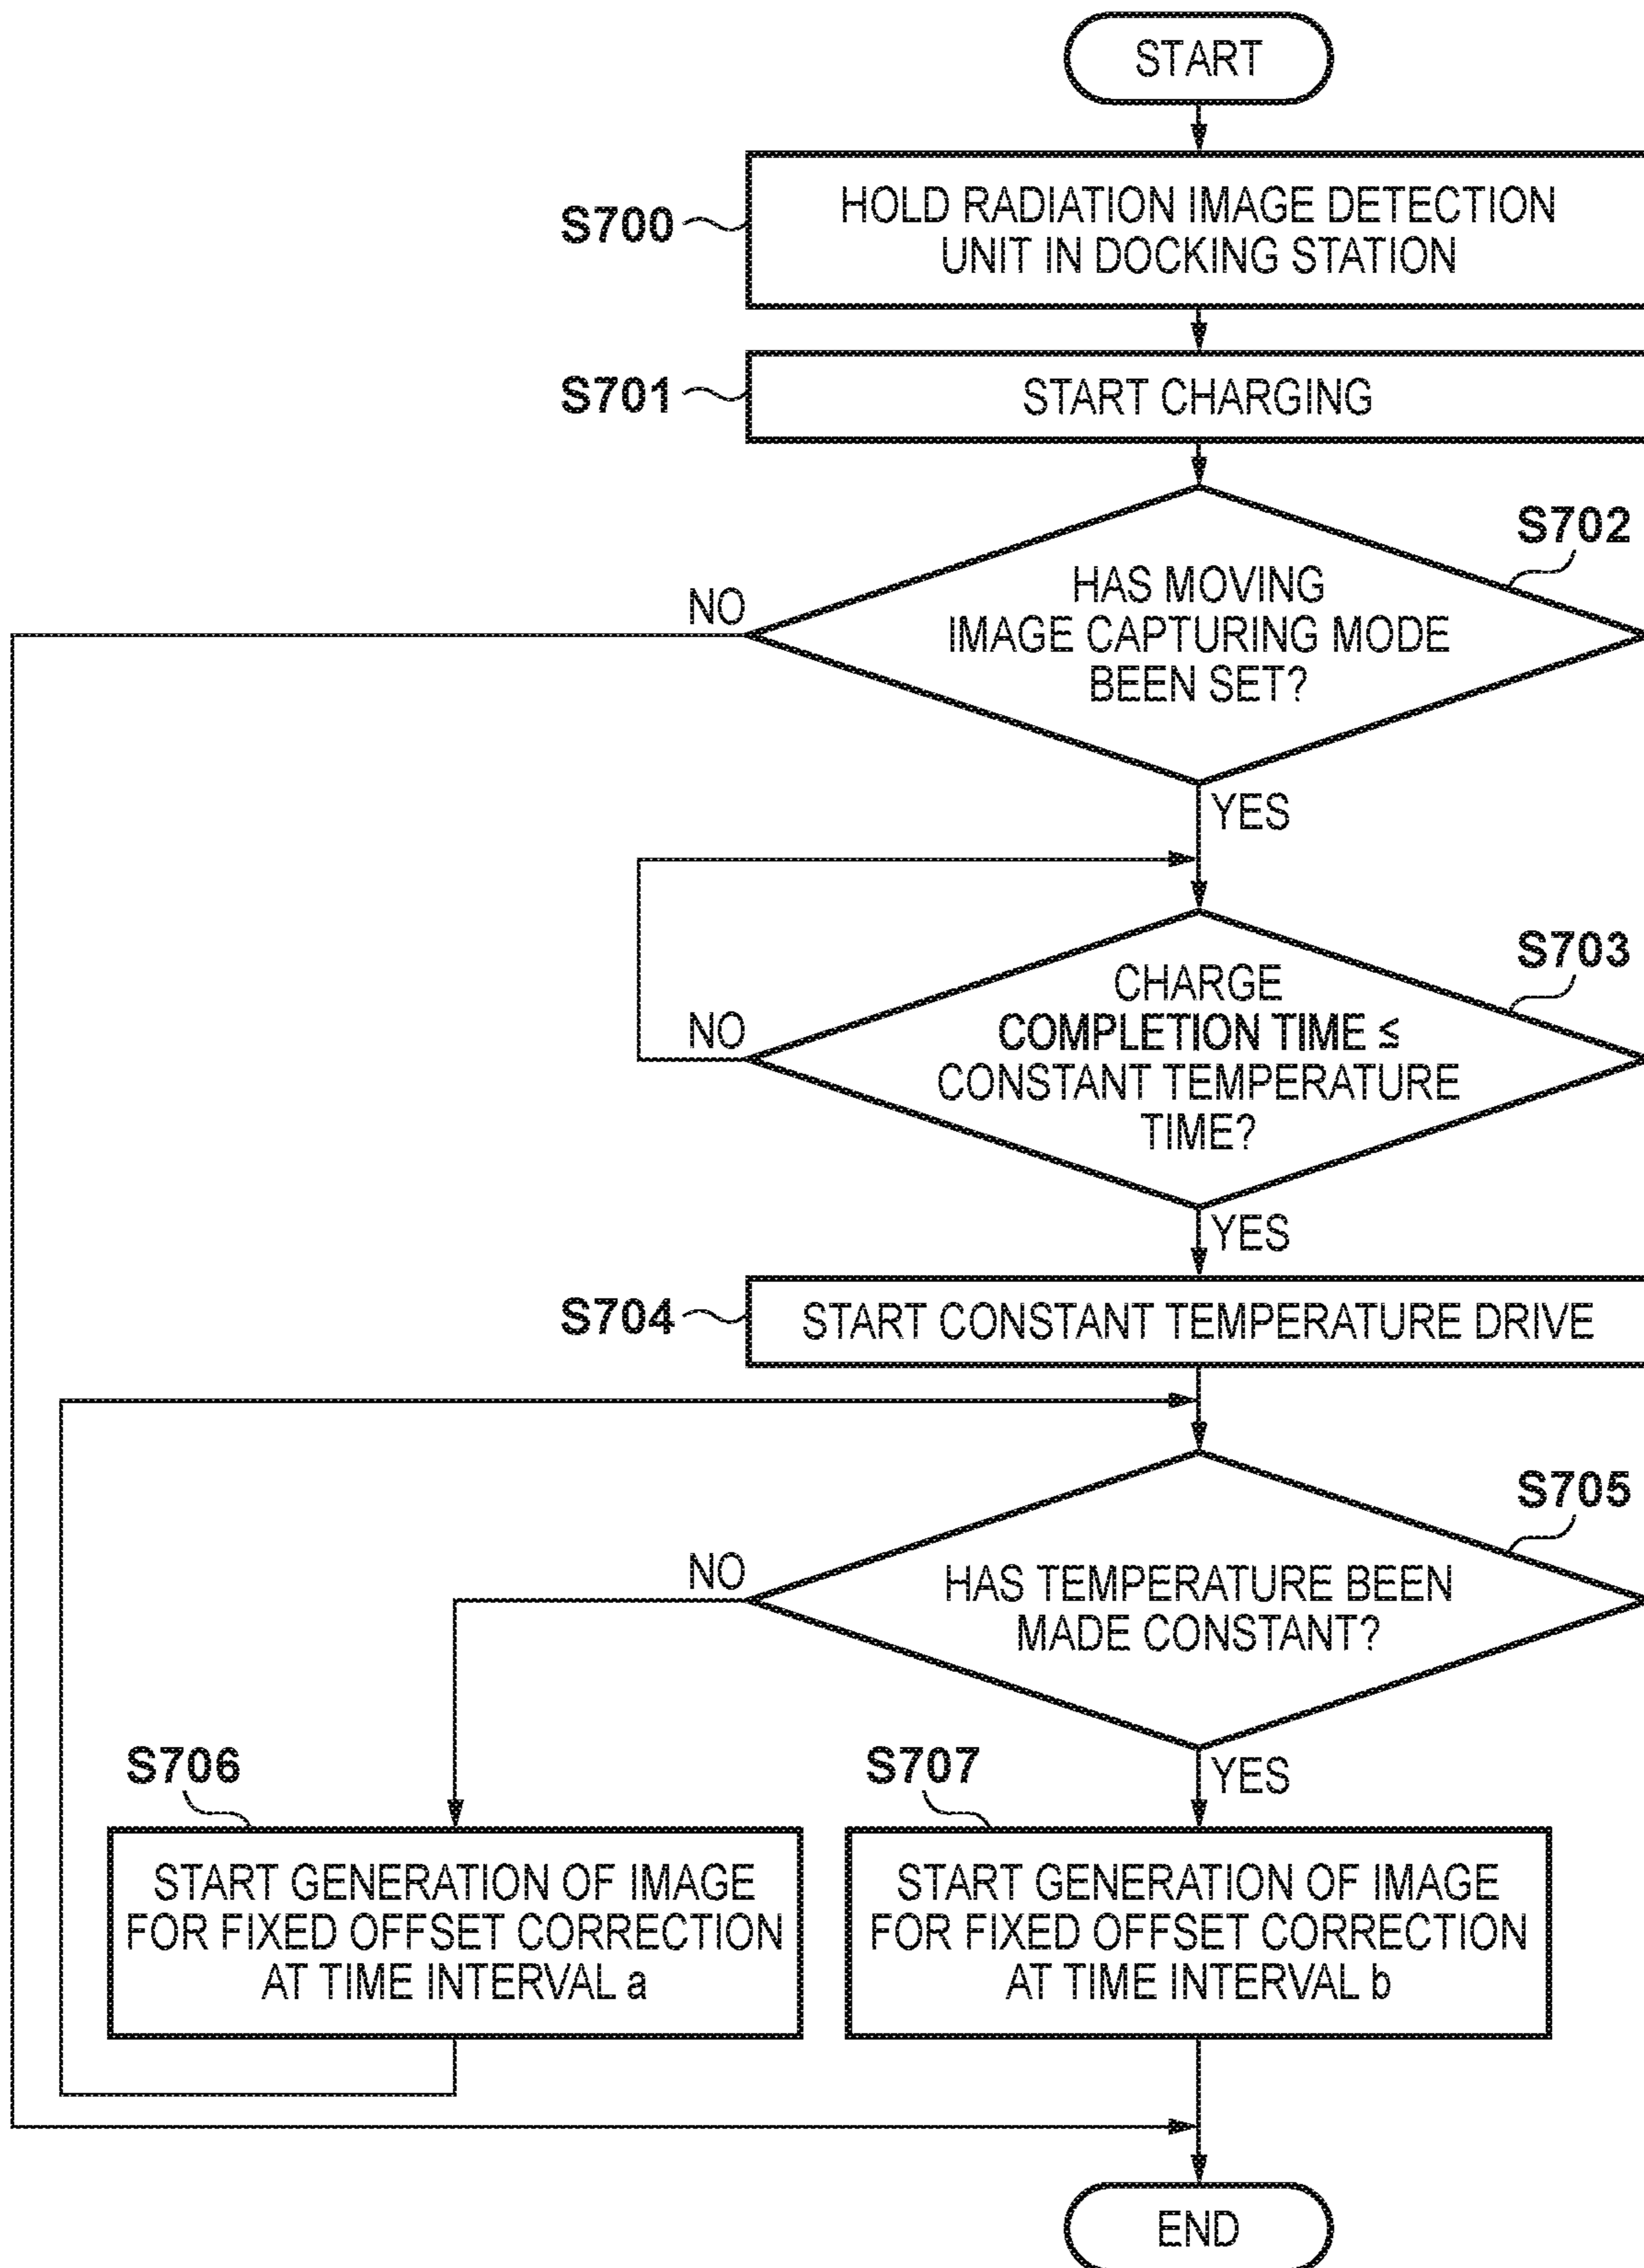 START
S700
HOLD RADIATION IMAGE DETECTION
UNIT IN DOCKING STATION
S701
START CHARGING
S702
HAS MOVING
IMAGE CAPTURING MODE
BEEN SET?
NO
YES
S703
CHARGE
COMPLETION TIME ≤
CONSTANT TEMPERATURE
TIME?
NO
YES
S704
START CONSTANT TEMPERATURE DRIVE
S705
HAS TEMPERATURE BEEN
MADE CONSTANT?
NO
YES
S706
START GENERATION OF IMAGE
FOR FIXED OFFSET CORRECTION
AT TIME INTERVAL a
S707
START GENERATION OF IMAGE
FOR FIXED OFFSET CORRECTION
AT TIME INTERVAL b
END